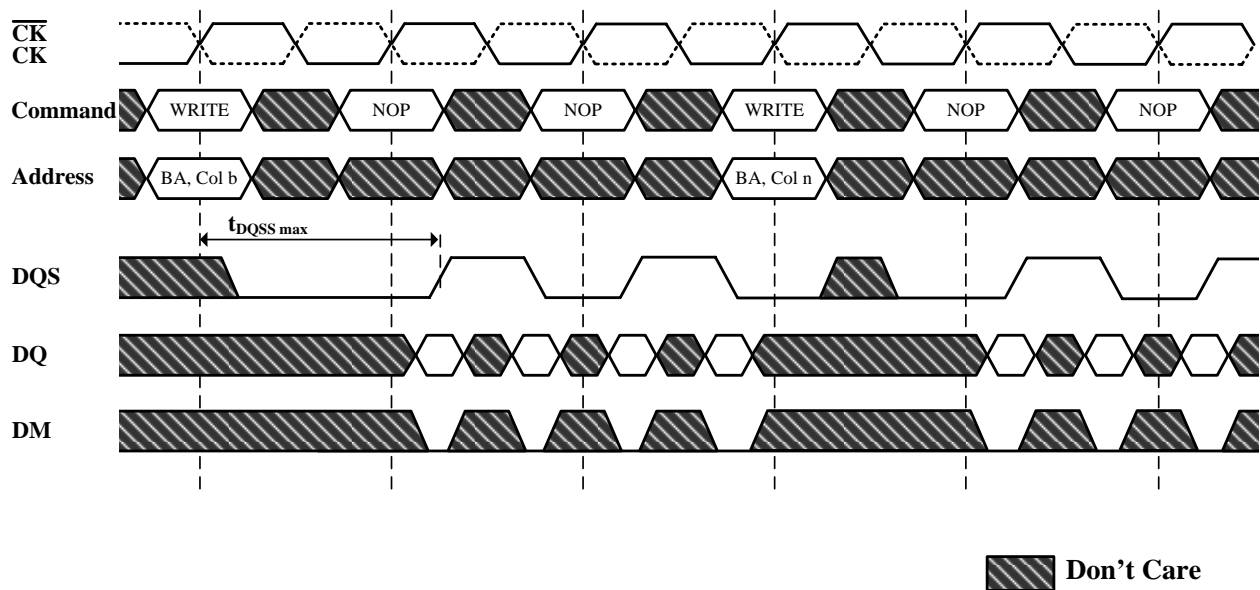 CK
CK
Command WRITE NOP NOP WRITE NOP NOP
Address BA, Col b BA, Col n
tDQSS max
DQS
DQ
DM
Don't Care